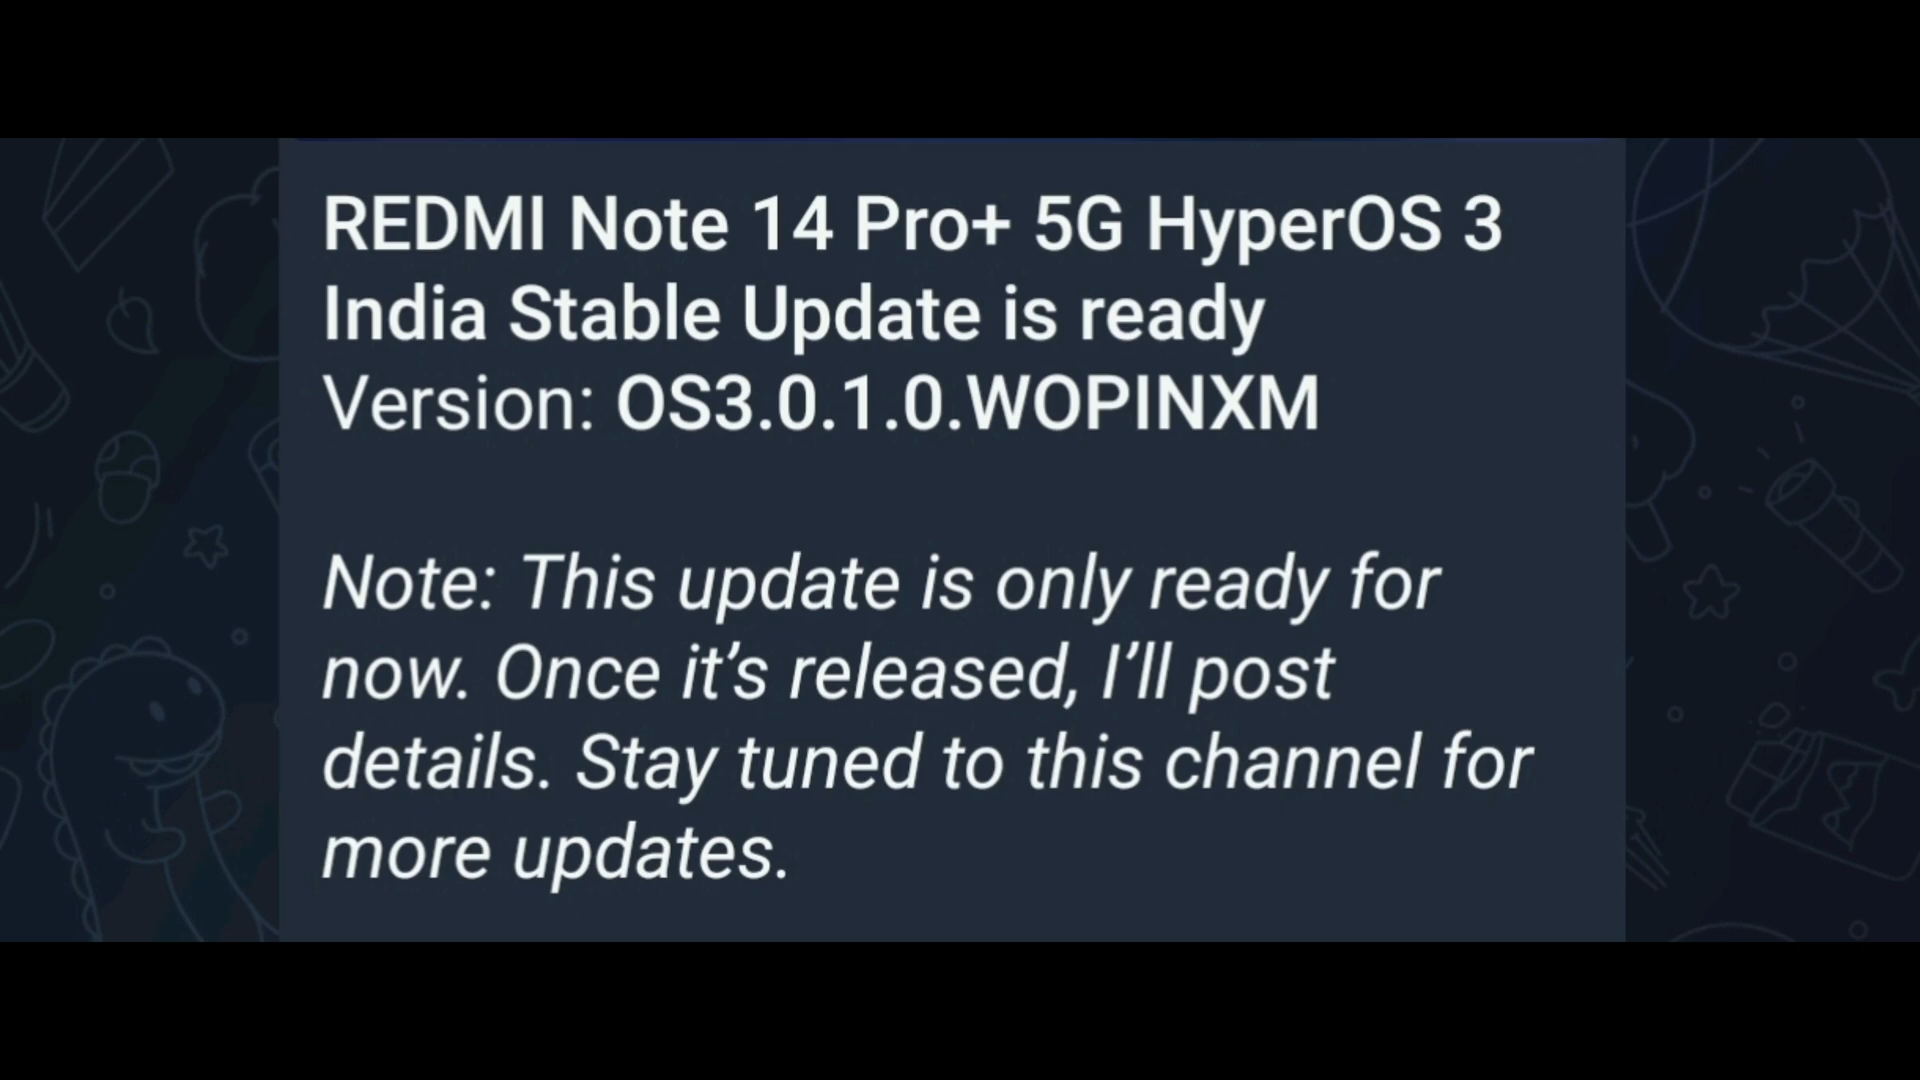 REDMI Note 14 Pro+ 5G HyperOS 3
India Stable Update is ready
Version: OS3.0.1.0.WOPINXM
Note: This update is only ready for
now. Once it’s released, I’ll post
details. Stay tuned to this channel for
more updates.